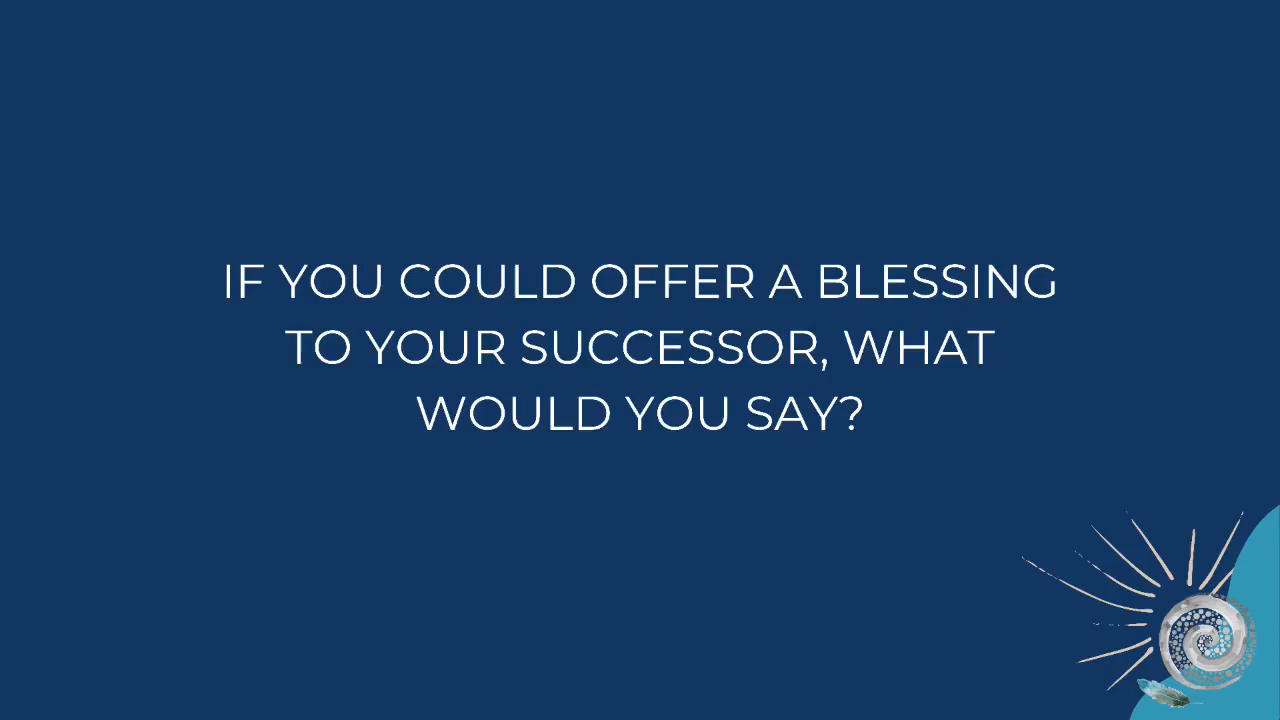 IF YOU COULD OFFER A BLESSING
TO YOUR SUCCESSOR, WHAT
WOULD YOU SAY?